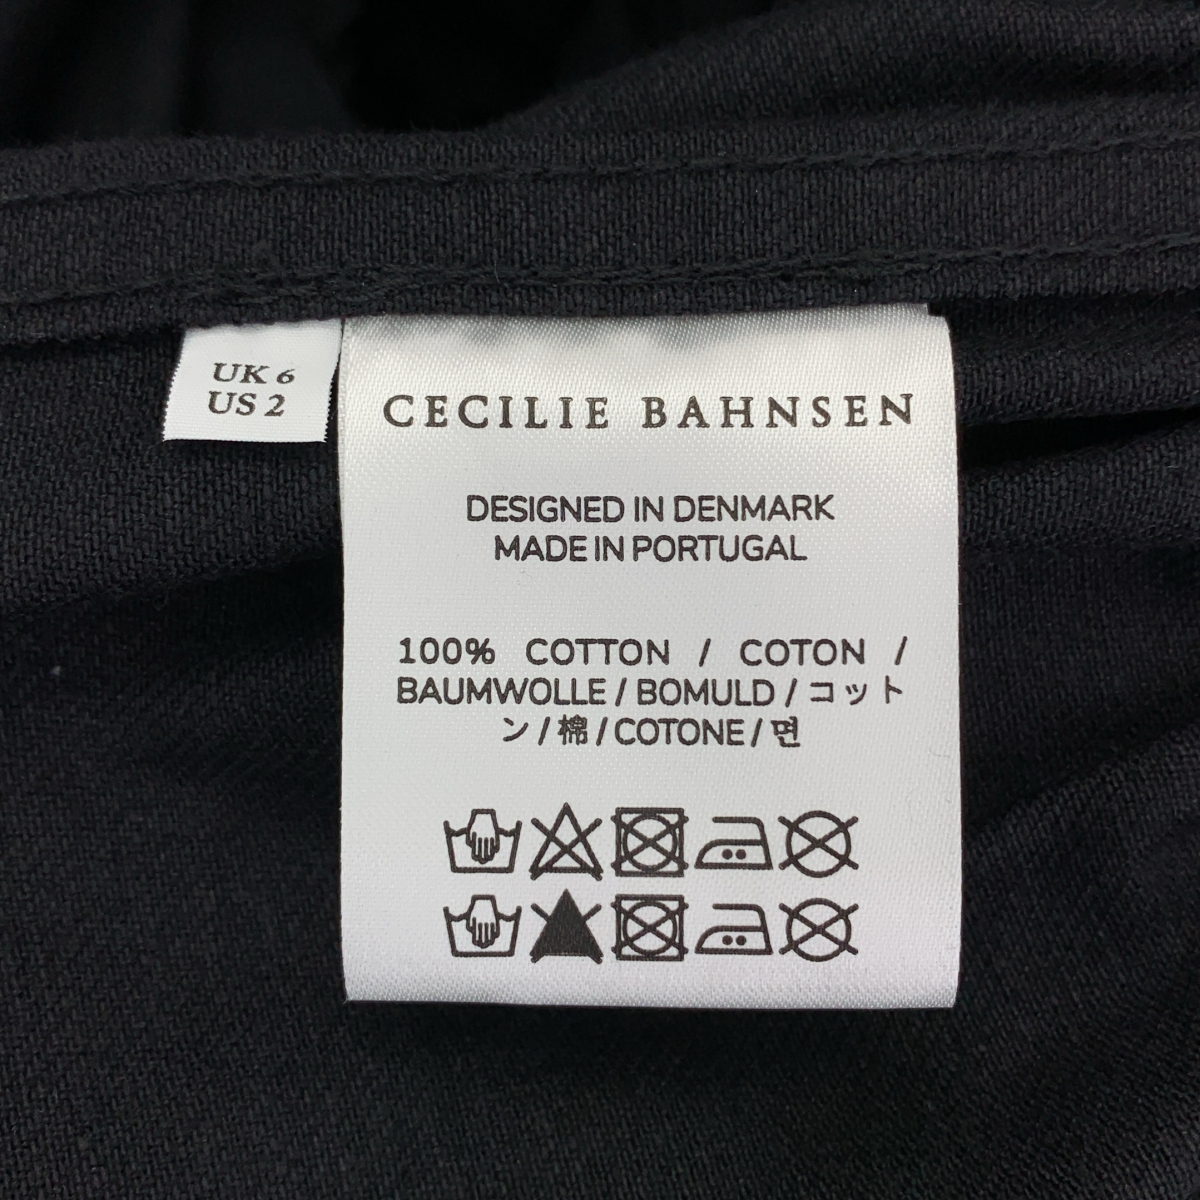 UK 6
US 2
CECILIE BAHNSEN
DESIGNED IN DENMARK
MADE IN PORTUGAL
100% COTTON / COTON /
BAUMWOLLE / BOMULD / コット
ン / 棉 / COTONE / 면